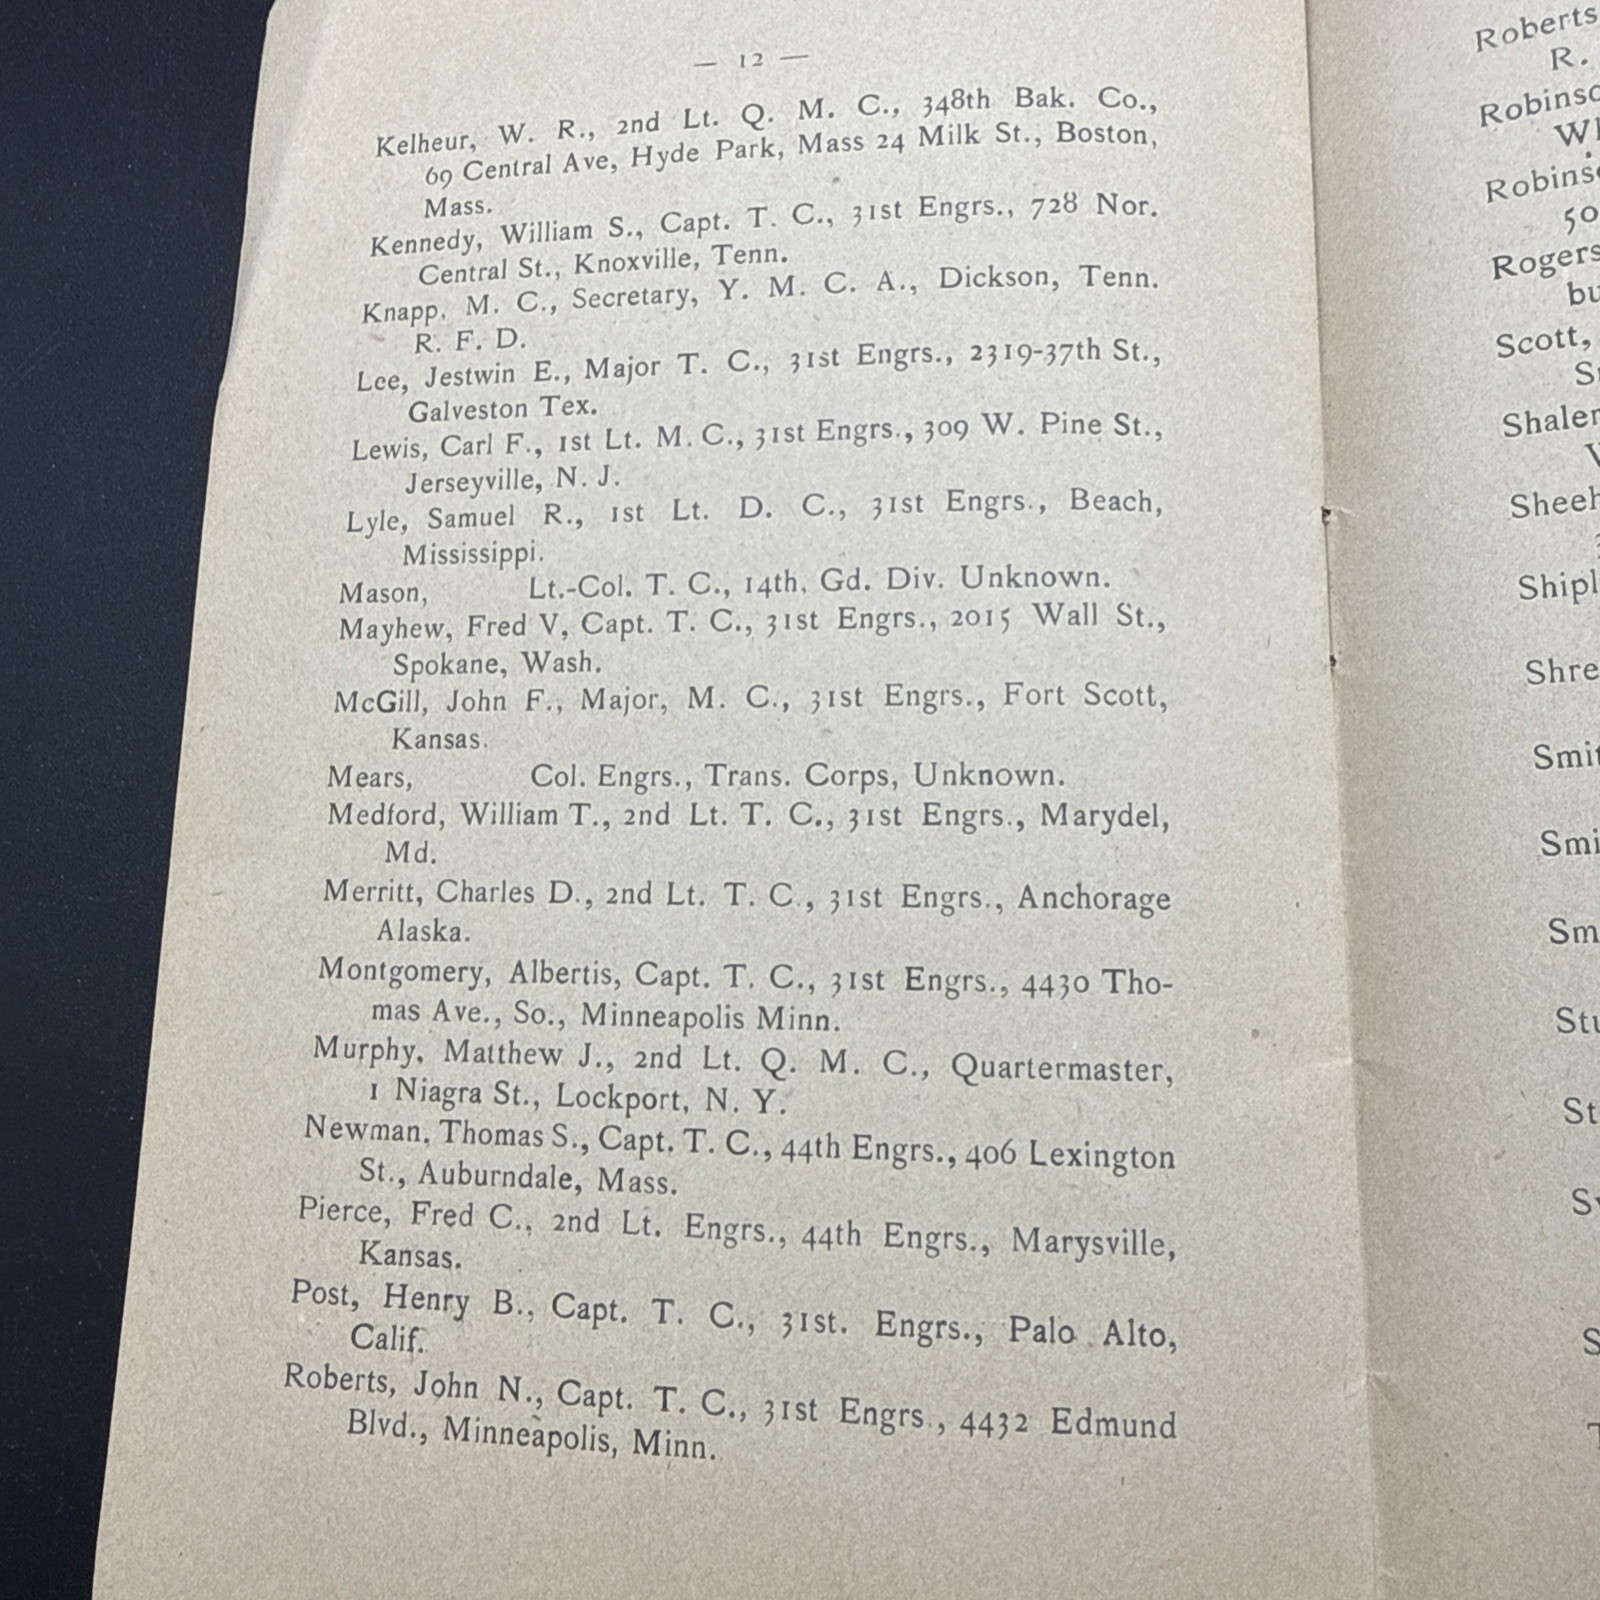 — 12 —
Kelheur, W. R., 2nd Lt. Q. M. C., 348th Bak. Co.,
69 Central Ave, Hyde Park, Mass 24 Milk St., Boston,
Mass.
Kennedy, William S., Capt. T. C., 31st Engrs., 728 Nor.
Central St., Knoxville, Tenn.
Knapp, M. C., Secretary, Y. M. C. A., Dickson, Tenn.
R. F. D.
Lee, Jestwin E., Major T. C., 31st Engrs., 2319-37th St.,
Galveston Tex.
Lewis, Carl F., 1st Lt. M. C., 31st Engrs., 309 W. Pine St.,
Jerseyville, N. J.
Lyle, Samuel R., 1st Lt. D. C., 31st Engrs., Beach,
Mississippi.
Mason, Lt.-Col. T. C., 14th, Gd. Div. Unknown.
Mayhew, Fred V, Capt. T. C., 31st Engrs., 2015 Wall St.,
Spokane, Wash.
McGill, John F., Major, M. C., 31st Engrs., Fort Scott,
Kansas.
Mears, Col. Engrs., Trans. Corps, Unknown.
Medford, William T., 2nd Lt. T. C., 31st Engrs., Marydel,
Md.
Merritt, Charles D., 2nd Lt. T. C., 31st Engrs., Anchorage
Alaska.
Montgomery, Albertis, Capt. T. C., 31st Engrs., 4430 Tho-
mas Ave., So., Minneapolis Minn.
Murphy, Matthew J., 2nd Lt. Q. M. C., Quartermaster,
1 Niagra St., Lockport, N. Y.
Newman, Thomas S., Capt. T. C., 44th Engrs., 406 Lexington
St., Auburndale, Mass.
Pierce, Fred C., 2nd Lt. Engrs., 44th Engrs., Marysville,
Kansas.
Post, Henry B., Capt. T. C., 31st. Engrs., Palo Alto,
Calif.
Roberts, John N., Capt. T. C., 31st Engrs., 4432 Edmund
Blvd., Minneapolis, Minn.
Roberts
R.
Robinso
Robins
50
Rogers
bu
Scott,
Shaler
Sheeh
Shipl
Shre
Smit
Smi
Sm
Stu
St